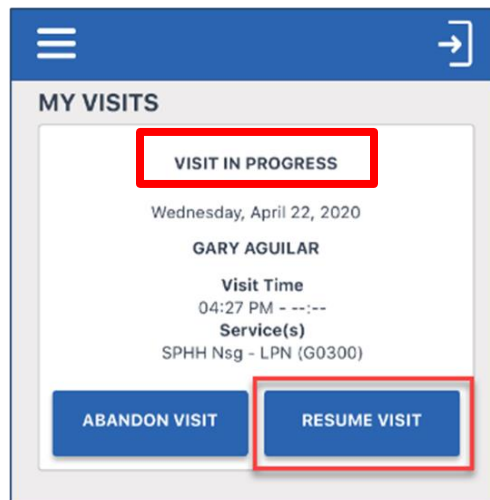 MY VISITS
VISIT IN PROGRESS
Wednesday, April 22, 2020
GARY AGUILAR
Visit Time
04:27 PM - --:--
Service(s)
SPHH Nsg - LPN (G0300)
ABANDON VISIT
RESUME VISIT